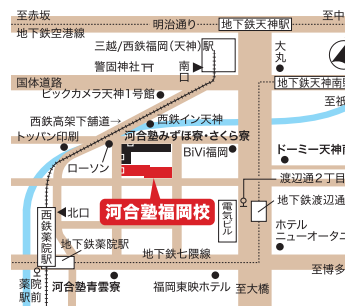 至赤坂
明治通り
地下鉄天神駅
至中
地下鉄空港線
三越/西鉄福岡(天神)駅
大丸
警固神社
南口
国体道路
地下鉄天神南
ビックカメラ天神1号館
至祇
西鉄高架下舗道→
西鉄イン天神
トッパン印刷
河合塾みずほ寮・さくら寮
BiVi福岡
ドーミー天神南
ローソン
渡辺通2丁目
河合塾福岡校
電気ビル
地下鉄渡辺通
西鉄薬院駅
北口
ホテル
ニューオータニ
地下鉄薬院駅
地下鉄七隈線
至博多
薬院駅前
河合塾青雲寮
福岡東映ホテル
至大橋